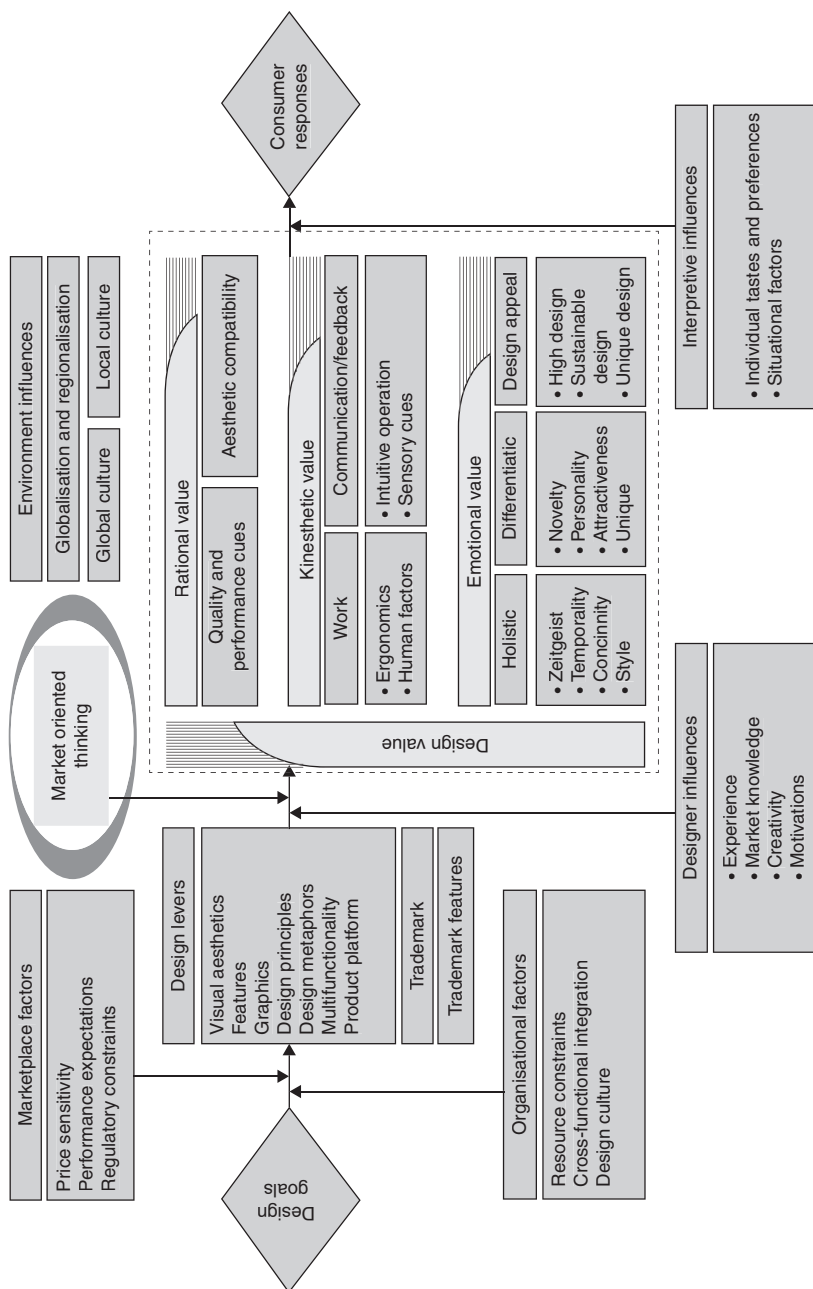 Marketplace factors
Price sensitivity
Performance expectations
Regulatory constraints
Market oriented
thinking
Environment influences
Globalisation and regionalisation
Global culture
Local culture
Design
goals
Design levers
Visual aesthetics
Features
Graphics
Design principles
Design metaphors
Multifunctionality
Product platform
Trademark
Trademark features
Design value
Rational value
Quality and
performance cues
Aesthetic compatibility
Kinesthetic value
Work
• Ergonomics
• Human factors
Communication/feedback
• Intuitive operation
• Sensory cues
Emotional value
Holistic
• Zeitgeist
• Temporality
• Concinnity
• Style
Differentiatic
• Novelty
• Personality
• Attractiveness
• Unique
Design appeal
• High design
• Sustainable
design
• Unique design
Consumer
responses
Organisational factors
Resource constraints
Cross-functional integration
Design culture
Designer influences
• Experience
• Market knowledge
• Creativity
• Motivations
Interpretive influences
• Individual tastes and preferences
• Situational factors